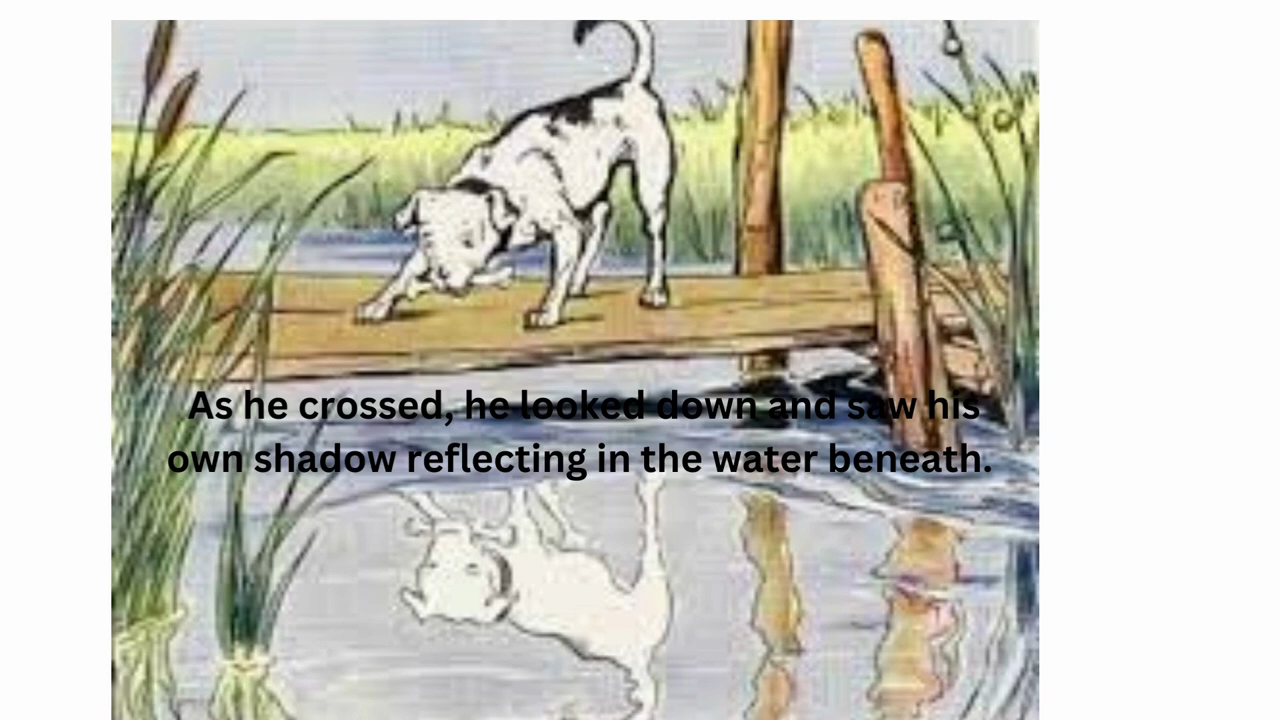 As he crossed, he looked down and saw his
own shadow reflecting in the water beneath.